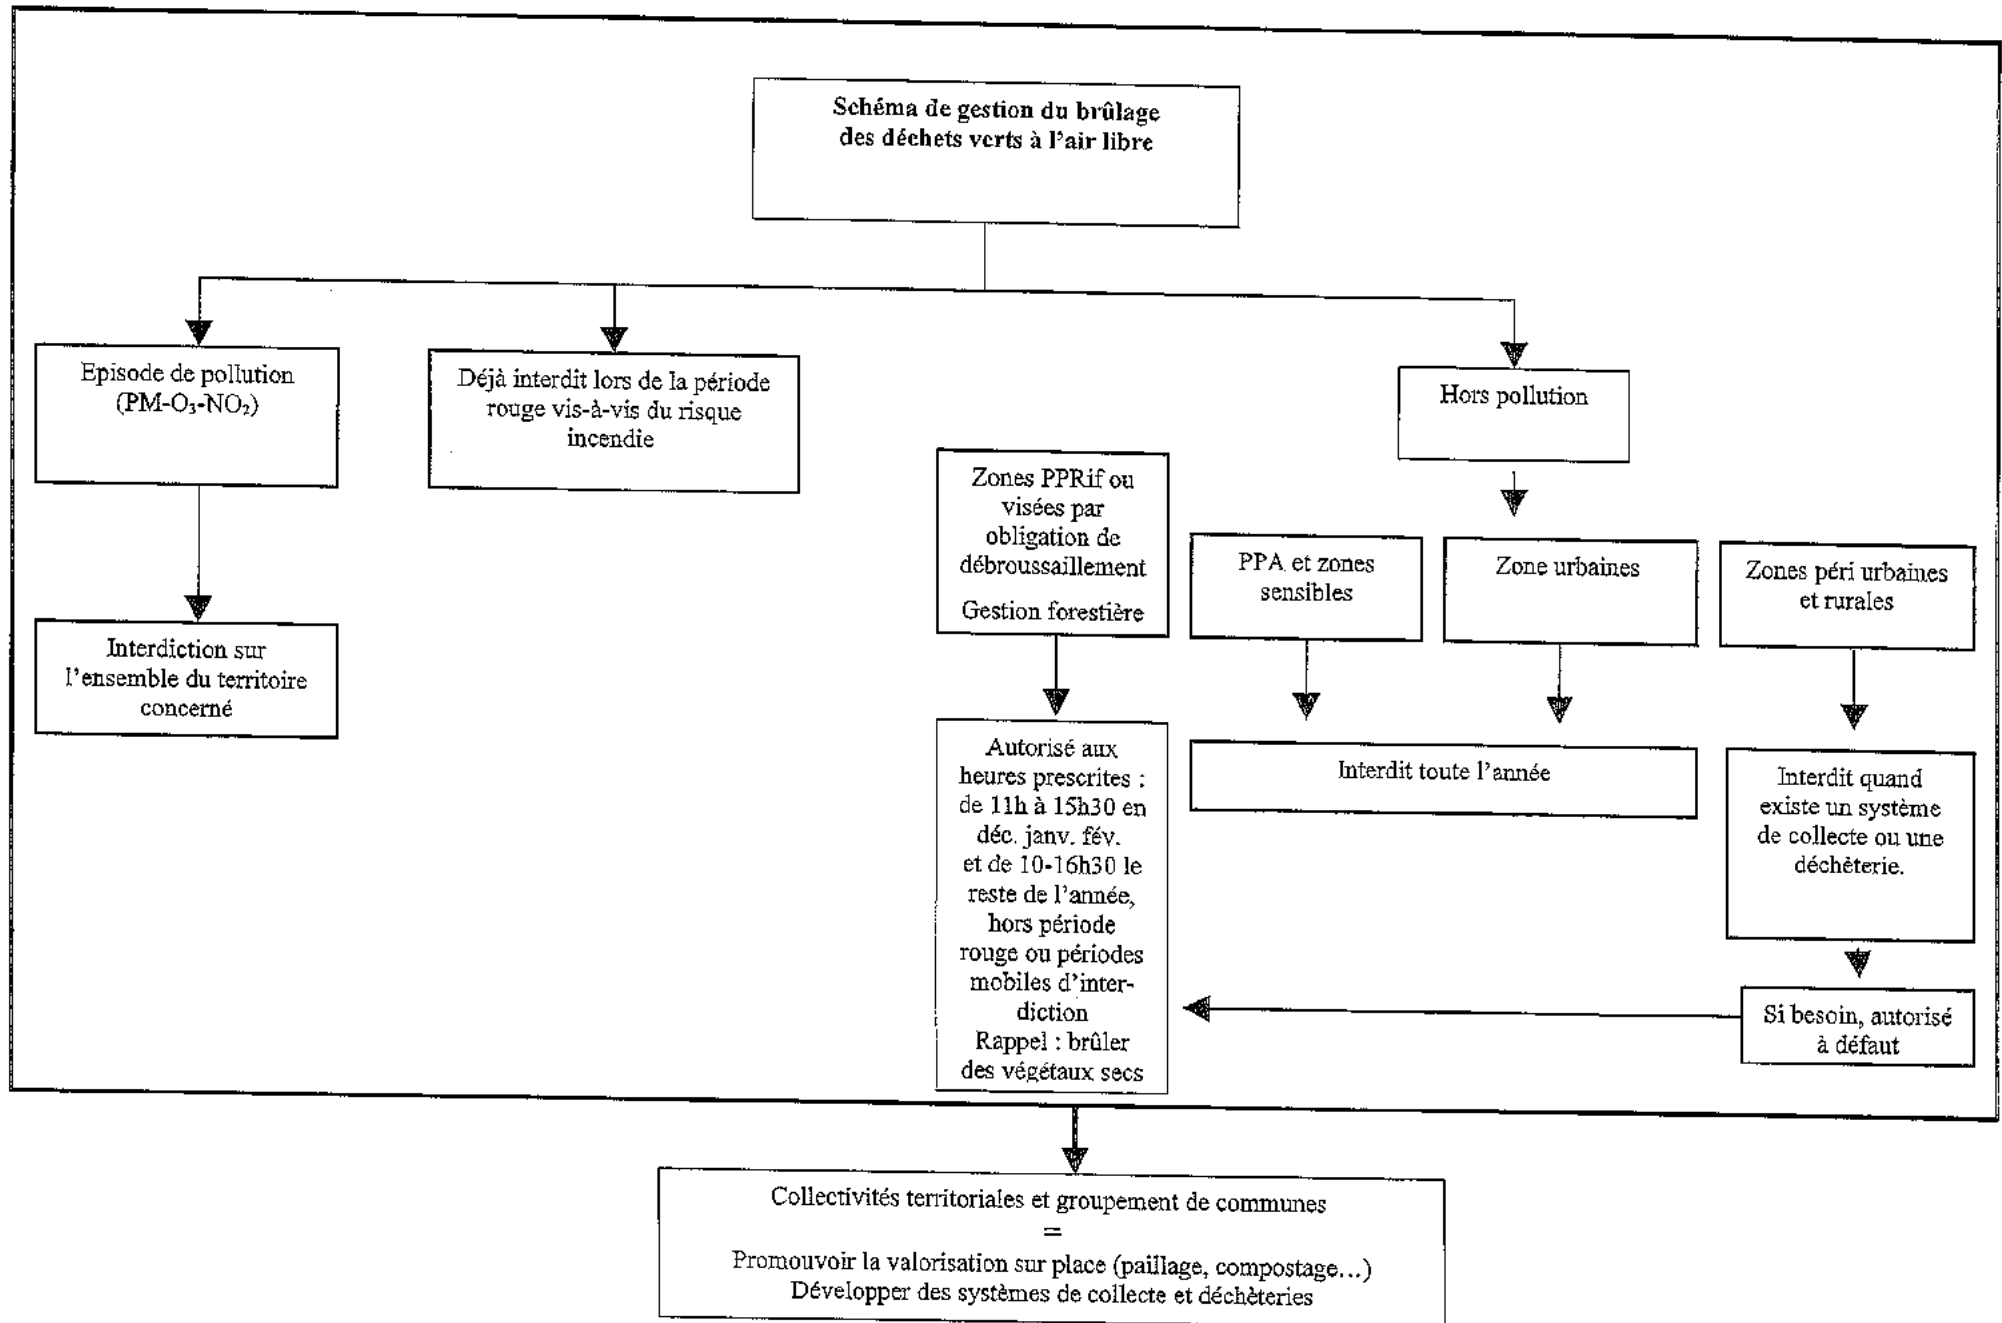 Schéma de gestion du brûlage
des déchets verts à l'air libre
Episode de pollution
(PM-O₃-NO₂)
Déjà interdit lors de la période
rouge vis-à-vis du risque
incendie
Hors pollution
Zones PPRif ou
visées par
obligation de
débroussaillement
Gestion forestière
PPA et zones
sensibles
Zone urbaines
Zones péri urbaines
et rurales
Interdiction sur
l'ensemble du territoire
concerné
Autorisé aux
heures prescrites :
de 11h à 15h30 en
déc. janv. fév.
et de 10-16h30 le
reste de l'année,
hors période
rouge ou périodes
mobiles d'inter-
diction
Rappel : brûler
des végétaux secs
Interdit toute l'année
Interdit quand
existe un système
de collecte ou une
déchèterie.
Si besoin, autorisé
à défaut
Collectivités territoriales et groupement de communes
=
Promouvoir la valorisation sur place (paillage, compostage...)
Développer des systèmes de collecte et déchèteries